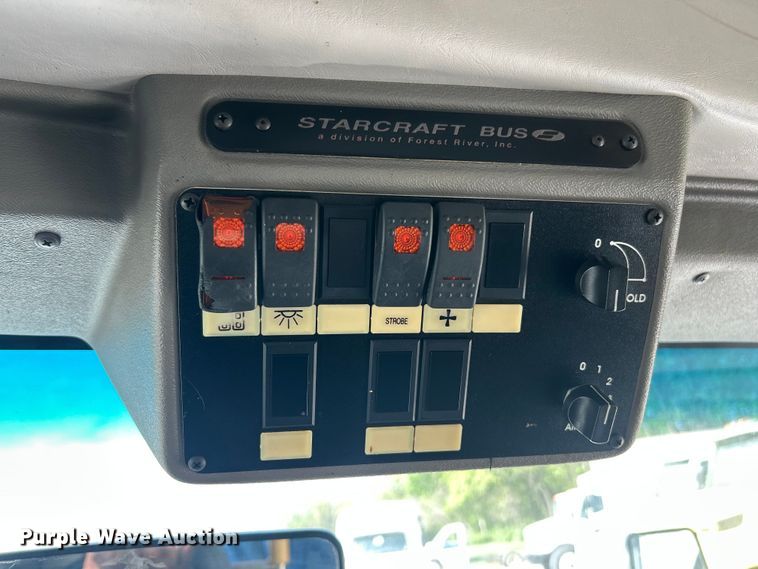 STARCRAFT BUS
a division of Forest River, Inc.
0
OLD
STROBE
0 1 2
Purple Wave Auction